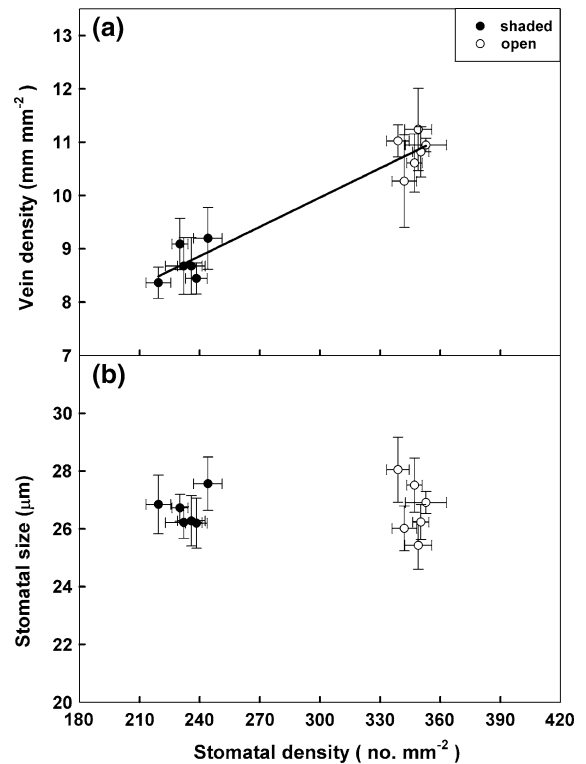 (a)
shaded
open
13
12
11
10
9
8
7
Vein density (mm mm⁻²)
(b)
30
28
26
24
22
20
Stomatal size (μm)
180 210 240 270 300 330 360 390 420
Stomatal density ( no. mm⁻² )